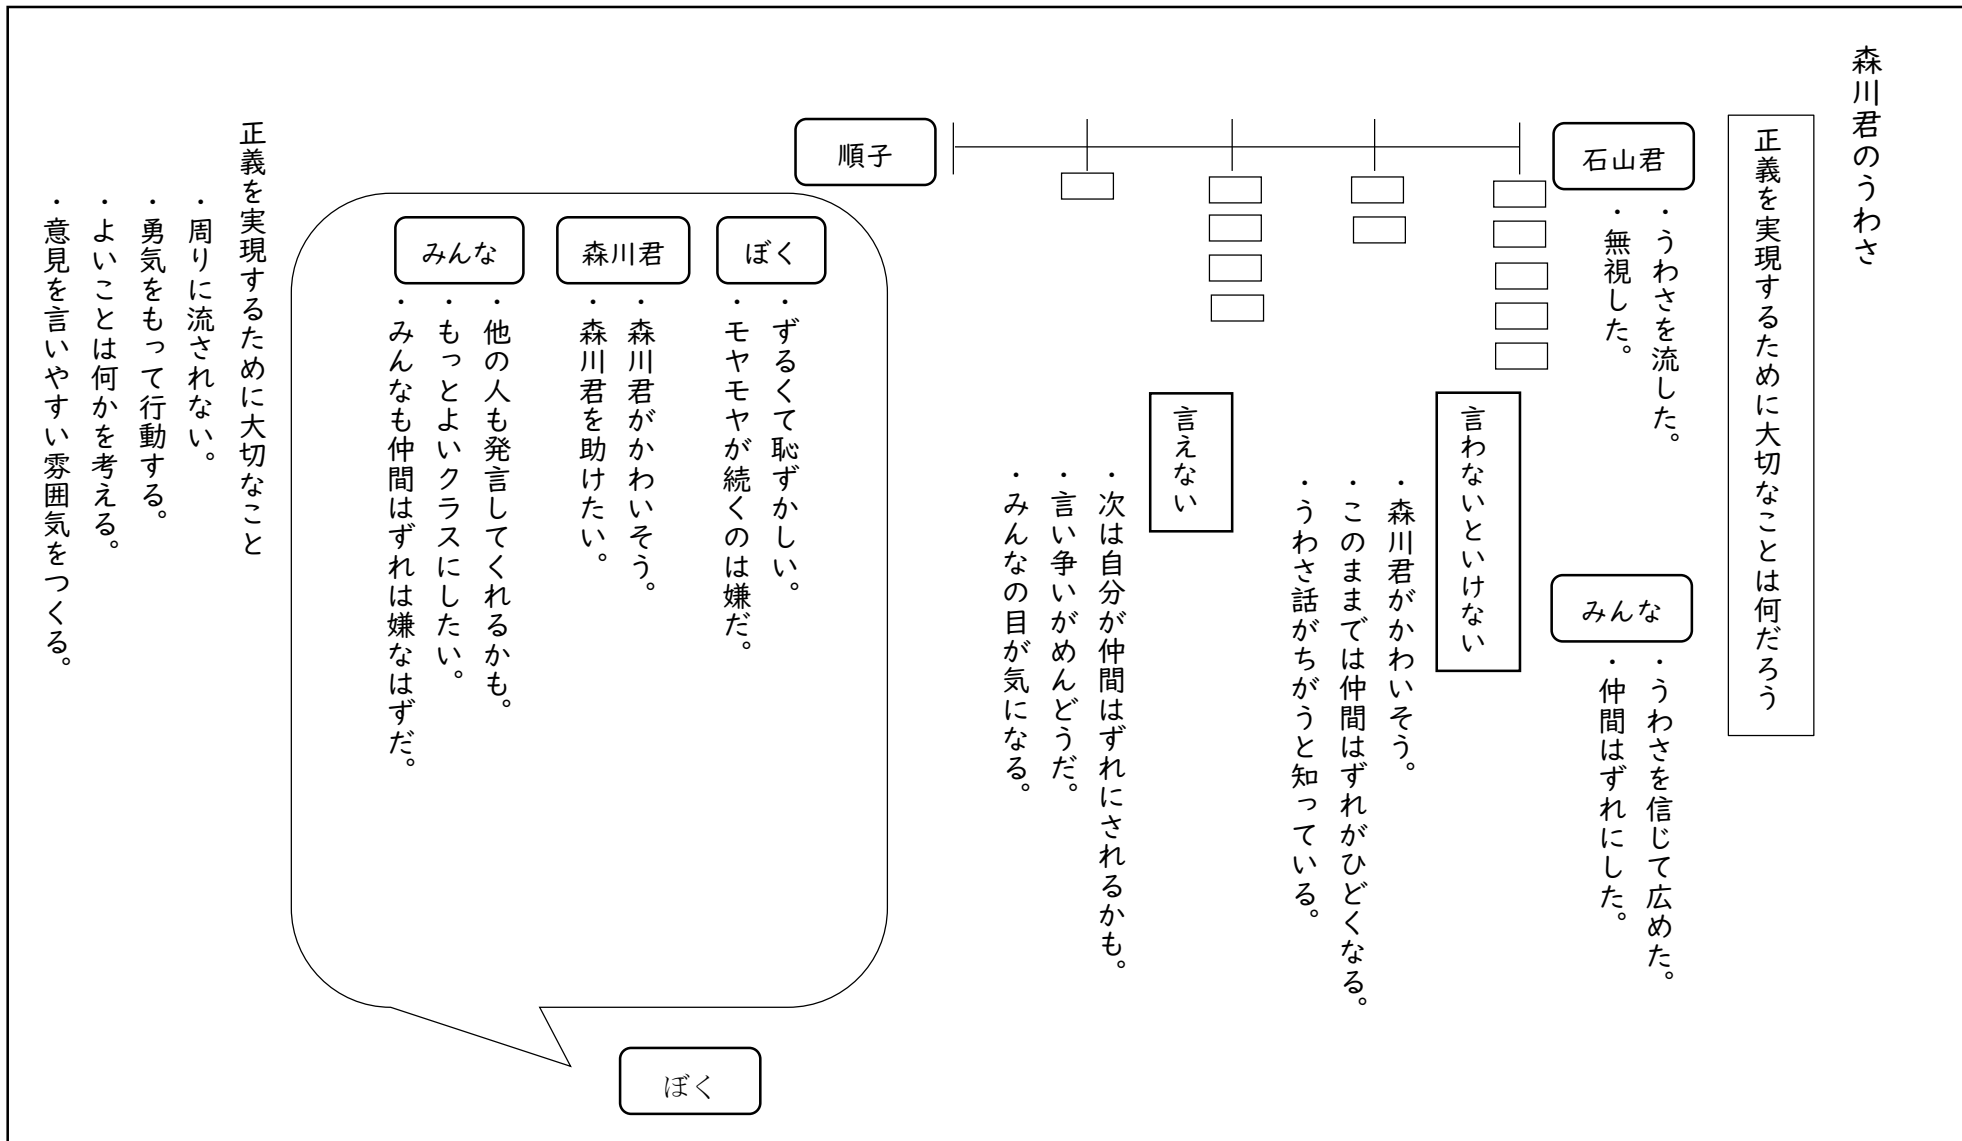 森川君のうわさ
正義を実現するために大切なことは何だろう
石山君
・うわさを流した。
・無視した。
みんな
・うわさを信じて広めた。
・仲間はずれにした。
順子
言わないといけない
・森川君がかわいそう。
・このままでは仲間はずれがひどくなる。
・うわさ話がちがうと知っている。
言えない
・次は自分が仲間はずれにされるかも。
・言い争いがめんどうだ。
・みんなの目が気になる。
ぼく
・ずるくて恥ずかしい。
・モヤモヤが続くのは嫌だ。
森川君
・森川君がかわいそう。
・森川君を助けたい。
みんな
・他の人も発言してくれるかも。
・もっとよいクラスにしたい。
・みんなも仲間はずれは嫌なはずだ。
ぼく
正義を実現するために大切なこと
・周りに流されない。
・勇気をもって行動する。
・よいことは何かを考える。
・意見を言いやすい雰囲気をつくる。